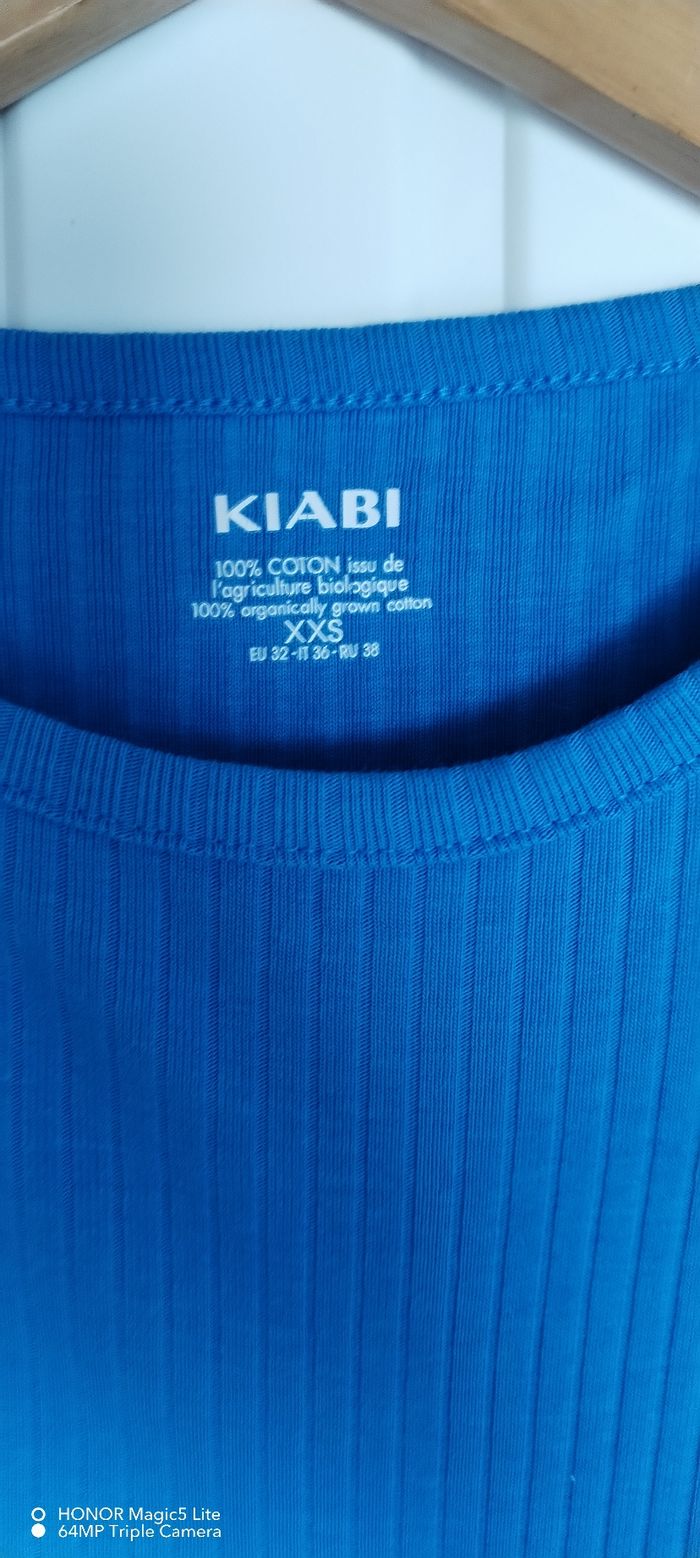 KIABI
100% COTON issu de
l'agriculture biologique
100% organically grown cotton
XXS
EU 32 - IT 36 - RU 38
HONOR Magic5 Lite
64MP Triple Camera